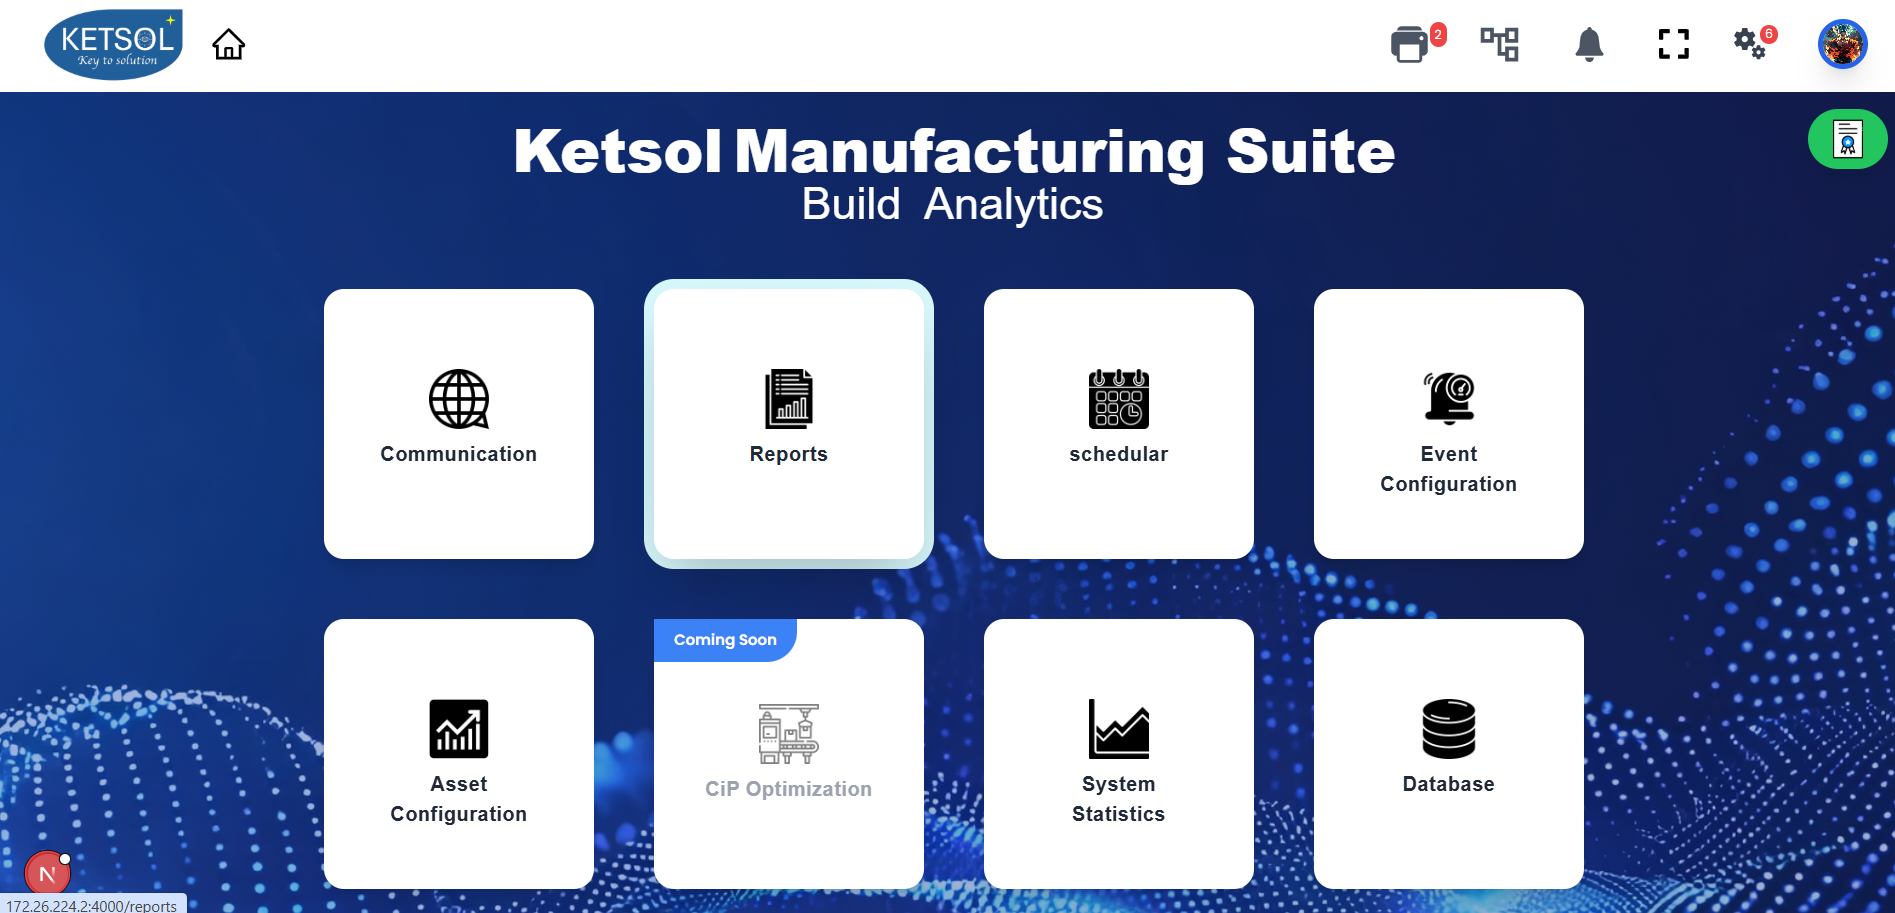 KETSOL
Key to solution
2
6
Ketsol Manufacturing Suite
Build Analytics
Communication
Reports
schedular
Event
Configuration
Asset
Configuration
Coming Soon
CiP Optimization
System
Statistics
Database
N
172.26.224.2:4000/reports